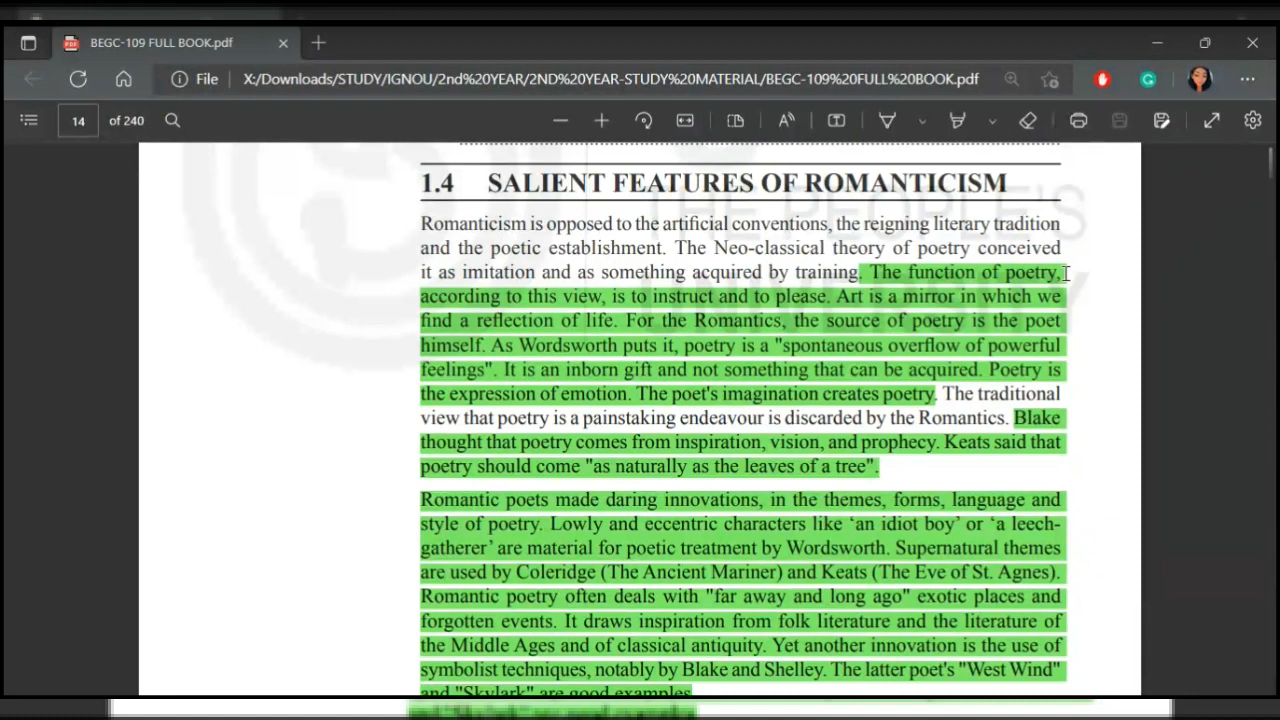 BEGC-109 FULL BOOK.pdf
File X:/Downloads/STUDY/IGNOU/2nd%20YEAR/2ND%20YEAR-STUDY%20MATERIAL/BEGC-109%20FULL%20BOOK.pdf
14 of 240
1.4 SALIENT FEATURES OF ROMANTICISM
Romanticism is opposed to the artificial conventions, the reigning literary tradition
and the poetic establishment. The Neo-classical theory of poetry conceived
it as imitation and as something acquired by training. The function of poetry,
according to this view, is to instruct and to please. Art is a mirror in which we
find a reflection of life. For the Romantics, the source of poetry is the poet
himself. As Wordsworth puts it, poetry is a "spontaneous overflow of powerful
feelings". It is an inborn gift and not something that can be acquired. Poetry is
the expression of emotion. The poet's imagination creates poetry. The traditional
view that poetry is a painstaking endeavour is discarded by the Romantics. Blake
thought that poetry comes from inspiration, vision, and prophecy. Keats said that
poetry should come "as naturally as the leaves of a tree".
Romantic poets made daring innovations, in the themes, forms, language and
style of poetry. Lowly and eccentric characters like ‘an idiot boy’ or ‘a leech-
gatherer’ are material for poetic treatment by Wordsworth. Supernatural themes
are used by Coleridge (The Ancient Mariner) and Keats (The Eve of St. Agnes).
Romantic poetry often deals with "far away and long ago" exotic places and
forgotten events. It draws inspiration from folk literature and the literature of
the Middle Ages and of classical antiquity. Yet another innovation is the use of
symbolist techniques, notably by Blake and Shelley. The latter poet's "West Wind"
and "Skylark" are good examples
THE PEOPLE'S
UNIVERSITY